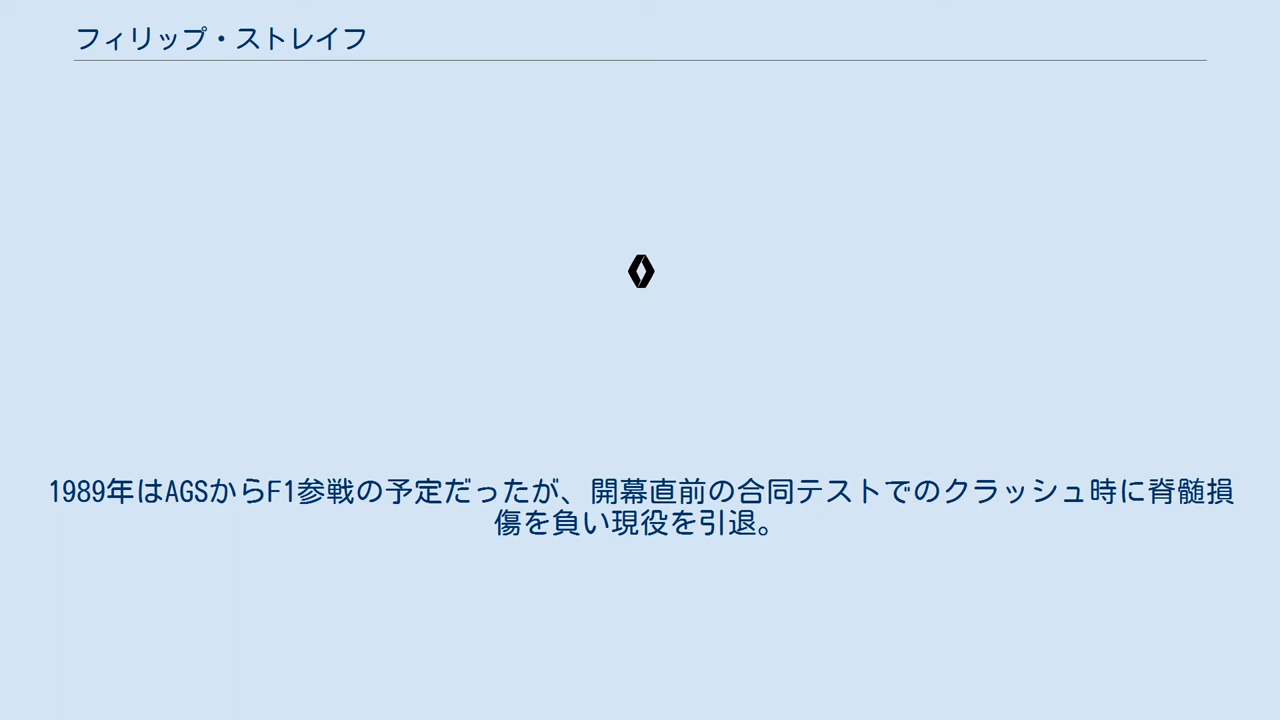 フィリップ・ストレイフ
1989年はAGSからF1参戦の予定だったが、開幕直前の合同テストでのクラッシュ時に脊髄損
傷を負い現役を引退。